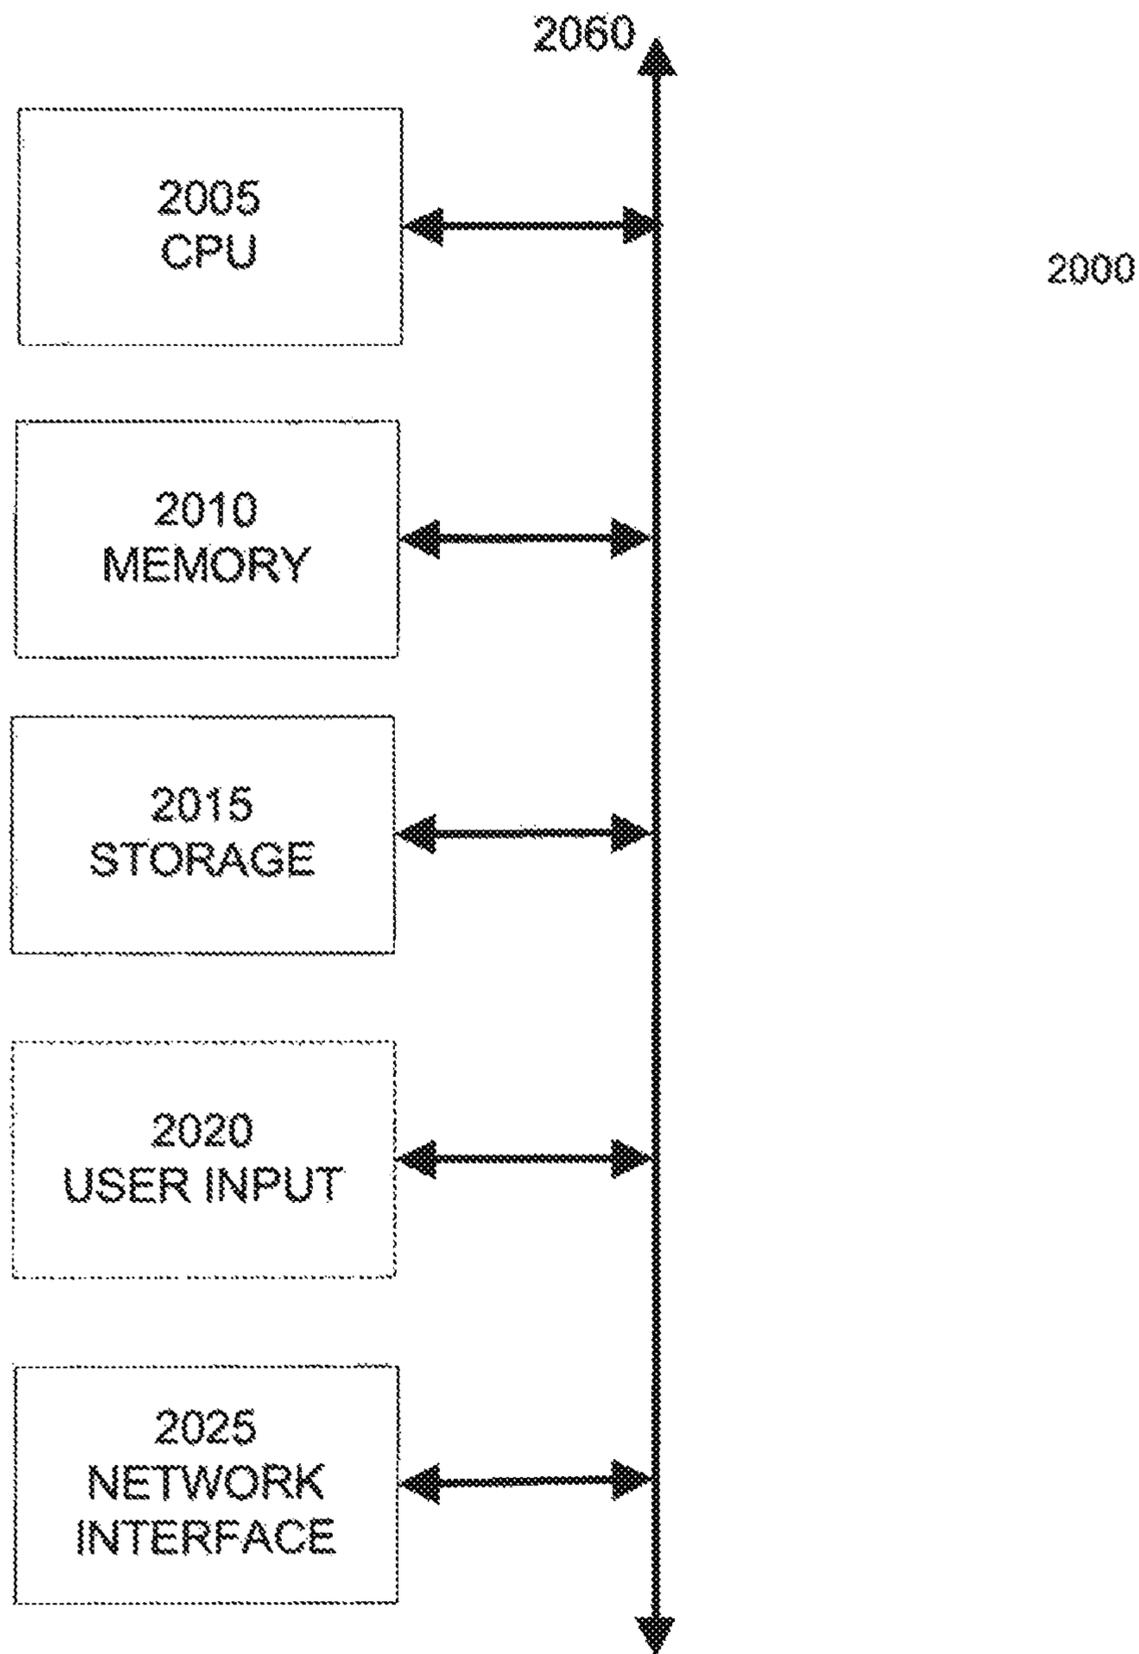 2060
2005
CPU
2000
2010
MEMORY
2015
STORAGE
2020
USER INPUT
2025
NETWORK
INTERFACE